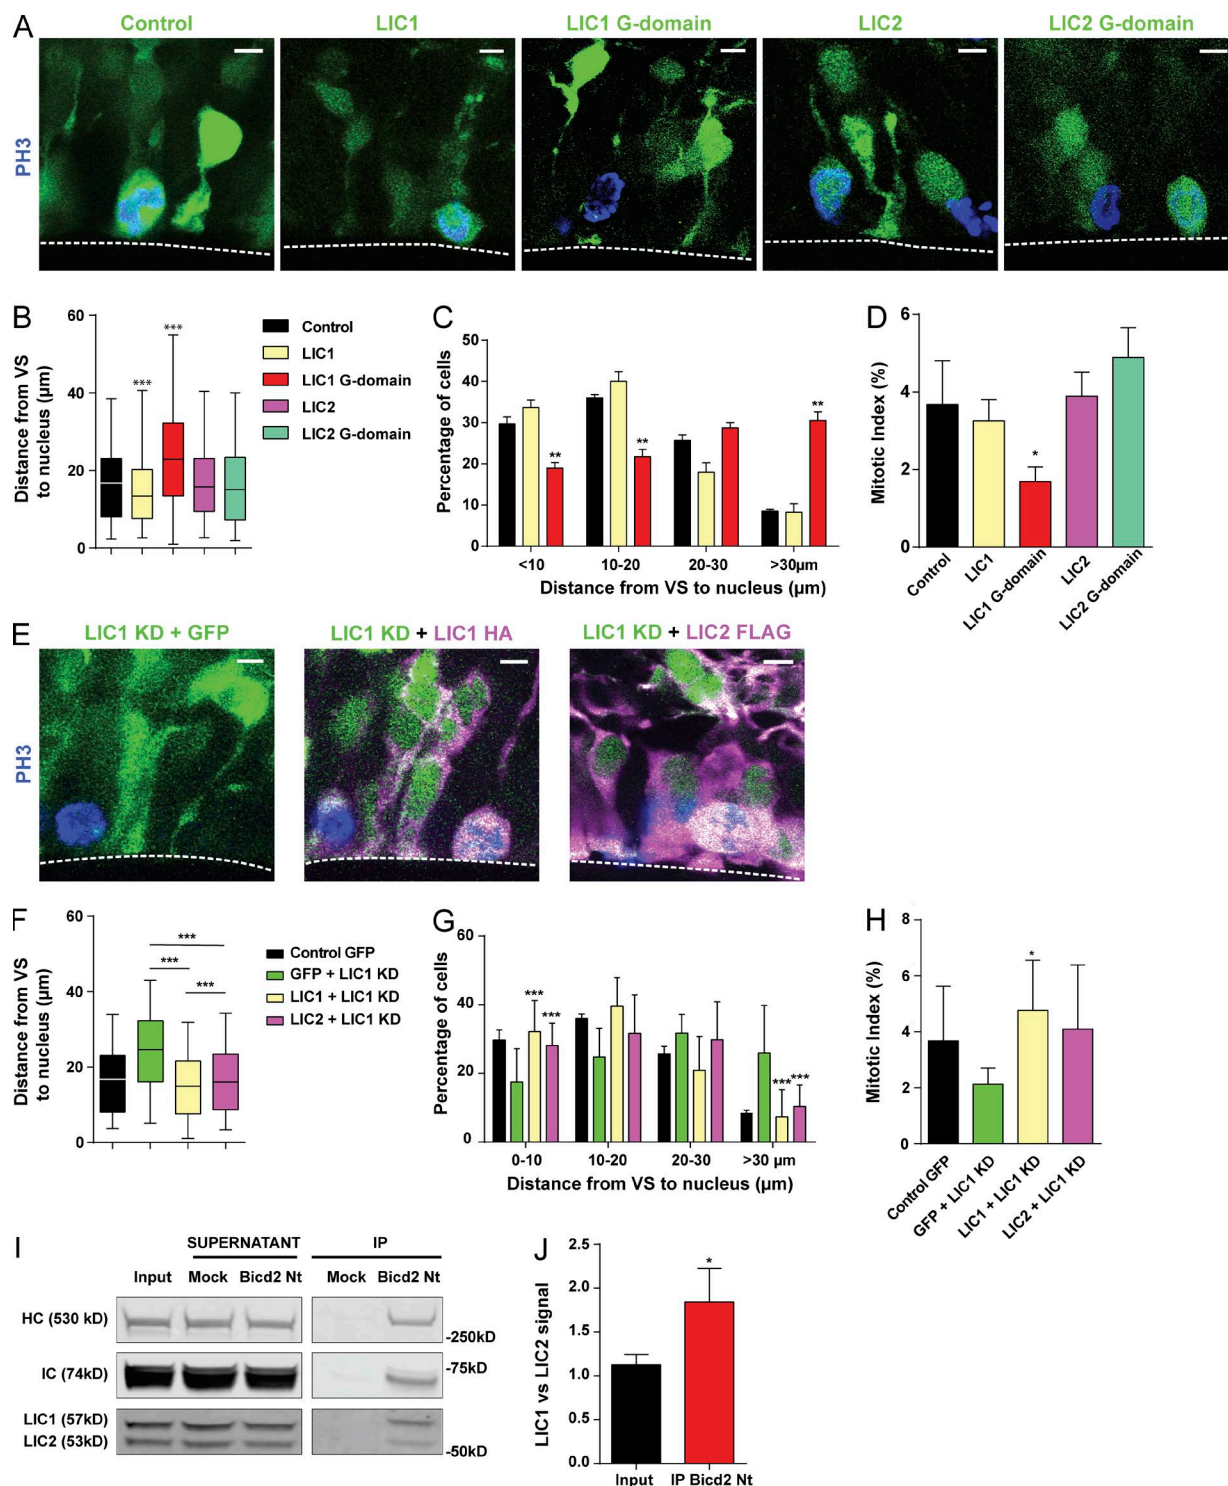 A
Control
LIC1
LIC1 G-domain
LIC2
LIC2 G-domain
PH3
B
Distance from VS
to nucleus (µm)
60
40
20
0
***
***
Control
LIC1
LIC1 G-domain
LIC2
LIC2 G-domain
C
Percentage of cells
50
40
30
20
10
0
**
**
**
<10
10-20
20-30
>30µm
Distance from VS to nucleus (µm)
D
Mitotic Index (%)
6
4
2
0
*
Control
LIC1
LIC1 G-domain
LIC2
LIC2 G-domain
E
LIC1 KD + GFP
LIC1 KD + LIC1 HA
LIC1 KD + LIC2 FLAG
PH3
F
Distance from VS
to nucleus (µm)
60
40
20
0
***
***
***
Control GFP
GFP + LIC1 KD
LIC1 + LIC1 KD
LIC2 + LIC1 KD
G
Percentage of cells
60
40
20
0
***
***
***
***
0-10
10-20
20-30
>30 µm
Distance from VS to nucleus (µm)
H
Mitotic Index (%)
8
6
4
2
0
*
Control GFP
GFP + LIC1 KD
LIC1 + LIC1 KD
LIC2 + LIC1 KD
I
SUPERNATANT
IP
Input
Mock
Bicd2 Nt
Mock
Bicd2 Nt
HC (530 kD)
-250kD
IC (74kD)
-75kD
LIC1 (57kD)
LIC2 (53kD)
-50kD
J
LIC1 vs LIC2 signal
2.5
2.0
1.5
1.0
0.5
0.0
*
Input
IP Bicd2 Nt